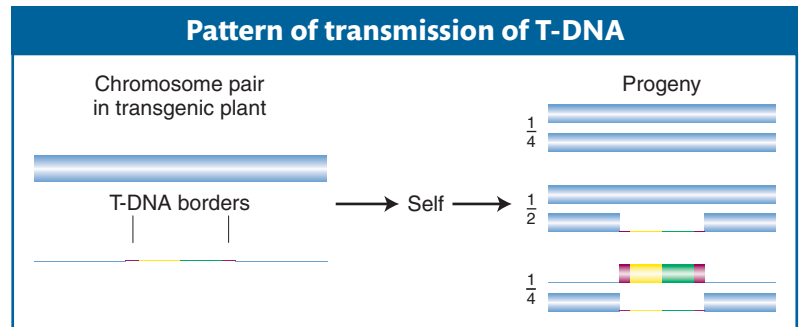 Pattern of transmission of T-DNA
Chromosome pair
in transgenic plant
T-DNA borders
Self
Progeny
1/4
1/2
1/4